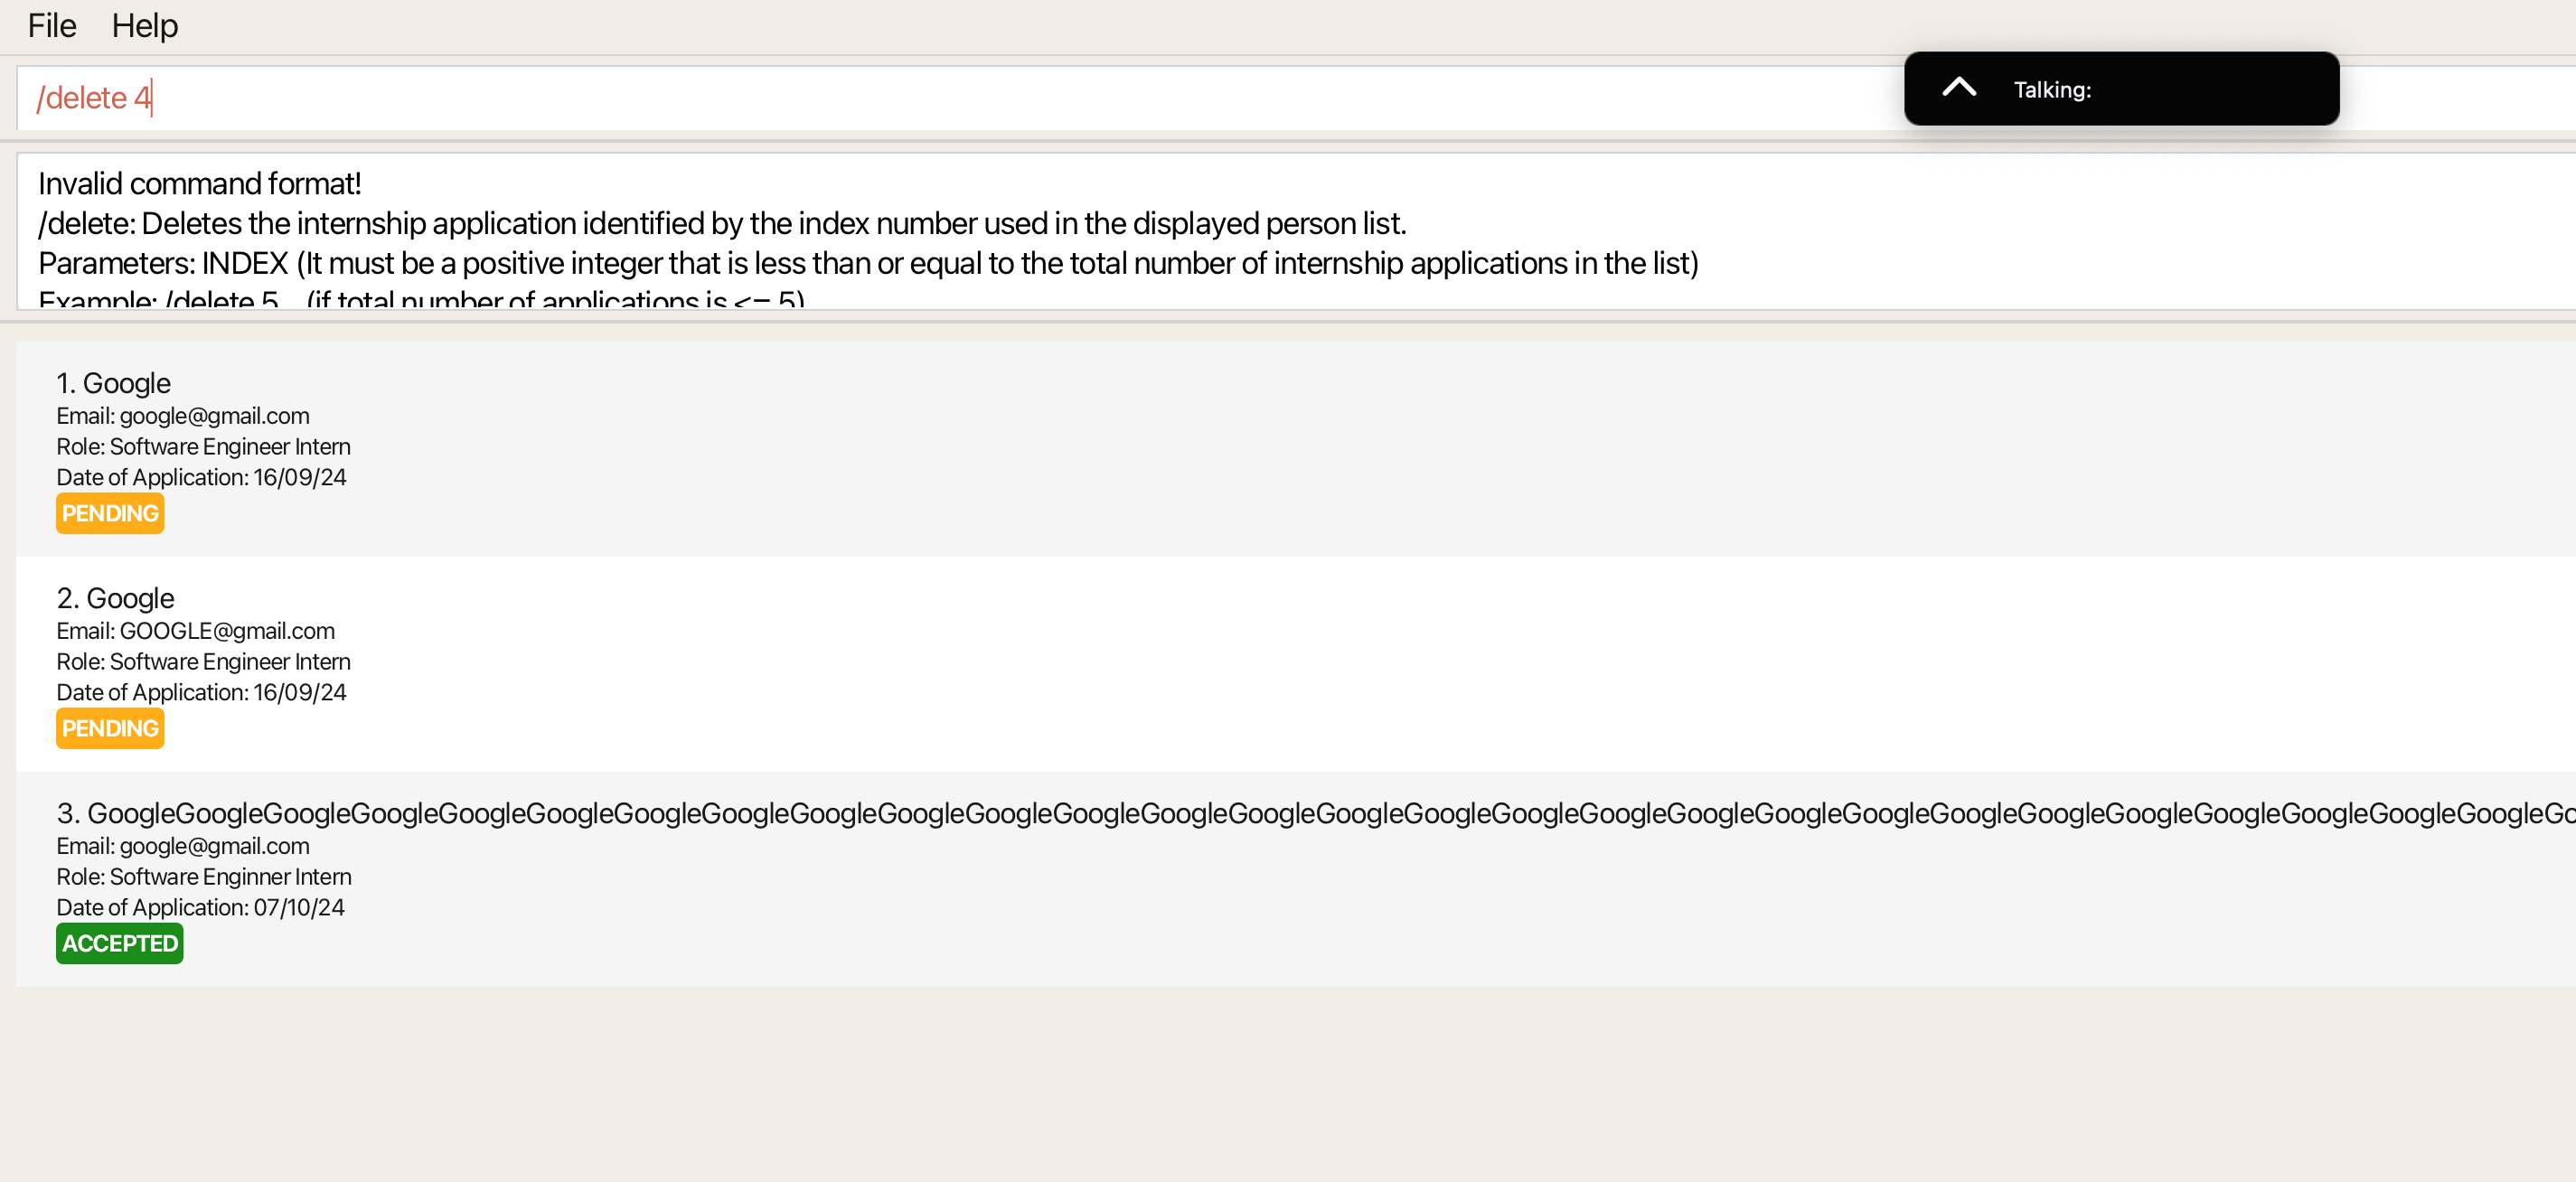 File Help
/delete 4
Talking:
Invalid command format!
/delete: Deletes the internship application identified by the index number used in the displayed person list.
Parameters: INDEX (It must be a positive integer that is less than or equal to the total number of internship applications in the list)
Example: /delete 5 (if total number of applications is <= 5)
1. Google
Email: google@gmail.com
Role: Software Engineer Intern
Date of Application: 16/09/24
PENDING
2. Google
Email: GOOGLE@gmail.com
Role: Software Engineer Intern
Date of Application: 16/09/24
PENDING
3. GoogleGoogleGoogleGoogleGoogleGoogleGoogleGoogleGoogleGoogleGoogleGoogleGoogleGoogleGoogleGoogleGoogleGoogleGoogleGoogleGoogleGoogleGoogleGoogleGoogleGoogleGoogleGoogleGo
Email: google@gmail.com
Role: Software Enginner Intern
Date of Application: 07/10/24
ACCEPTED